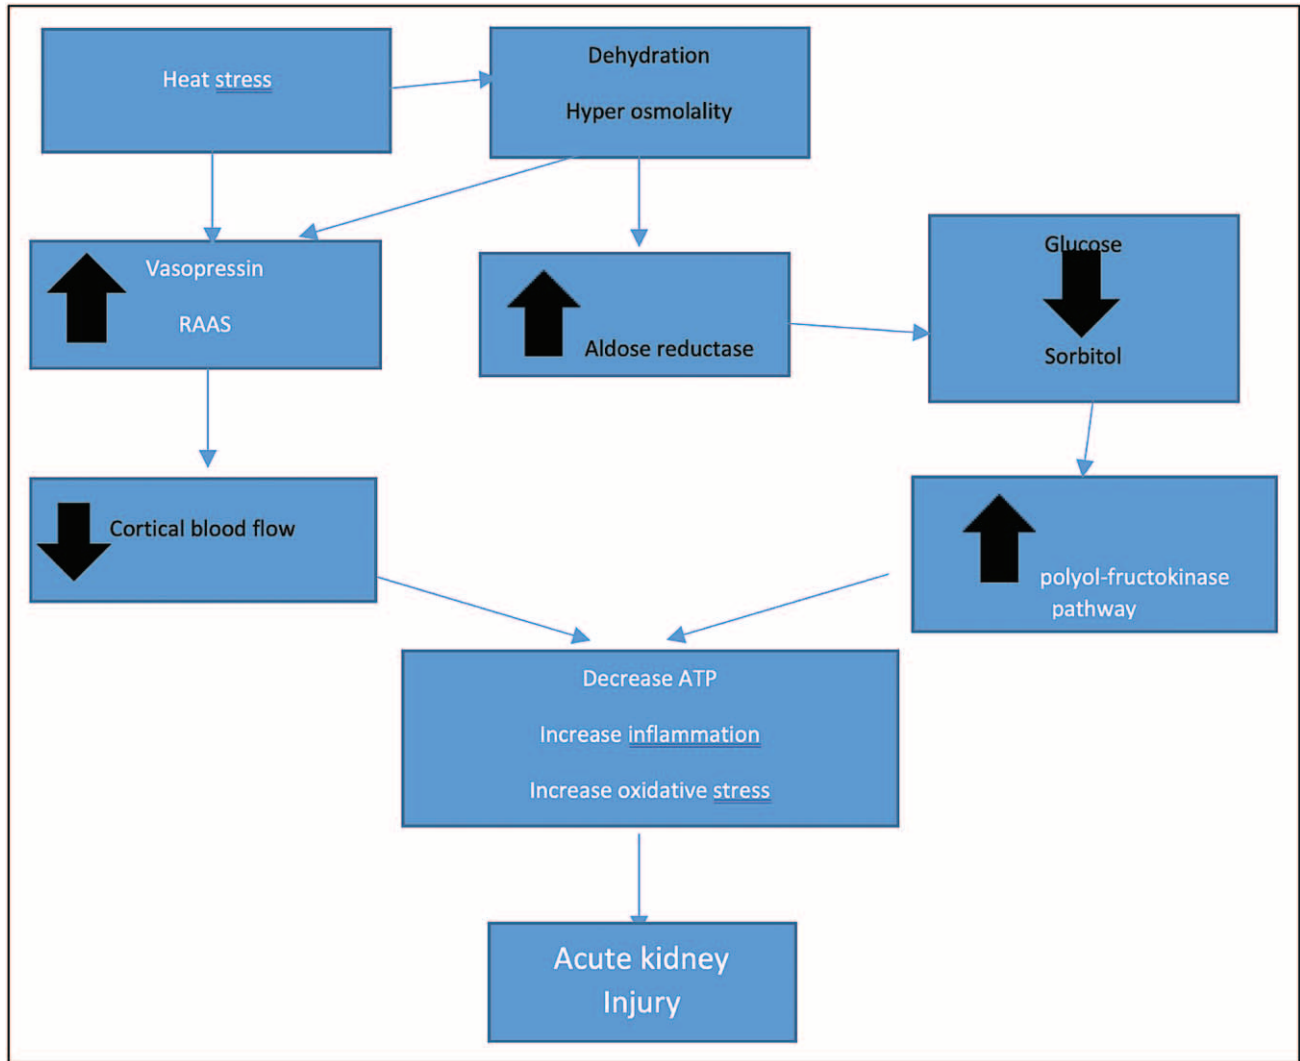 Heat stress
Dehydration
Hyper osmolality
Vasopressin
RAAS
Aldose reductase
Glucose
Sorbitol
Cortical blood flow
polyol-fructokinase
pathway
Decrease ATP
Increase inflammation
Increase oxidative stress
Acute kidney
Injury